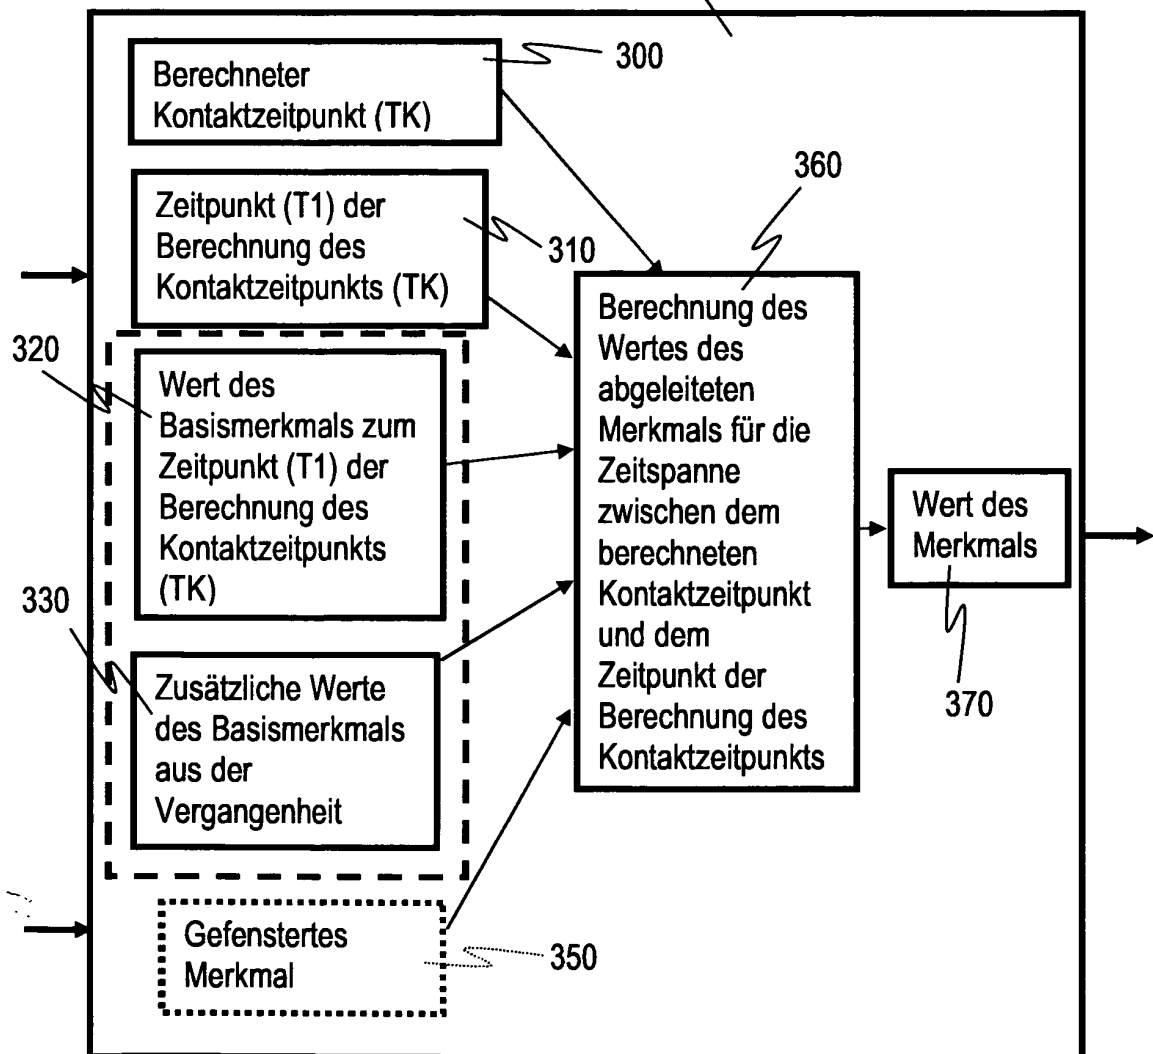 Berechneter
Kontaktzeitpunkt (TK)
300
Zeitpunkt (T1) der
Berechnung des
Kontaktzeitpunkts (TK)
310
320
Wert des
Basismerkmals zum
Zeitpunkt (T1) der
Berechnung des
Kontaktzeitpunkts
(TK)
330
Zusätzliche Werte
des Basismerkmals
aus der
Vergangenheit
Gefenstertes
Merkmal
350
360
Berechnung des
Wertes des
abgeleiteten
Merkmals für die
Zeitspanne
zwischen dem
berechneten
Kontaktzeitpunkt
und dem
Zeitpunkt der
Berechnung des
Kontaktzeitpunkts
Wert des
Merkmals
370